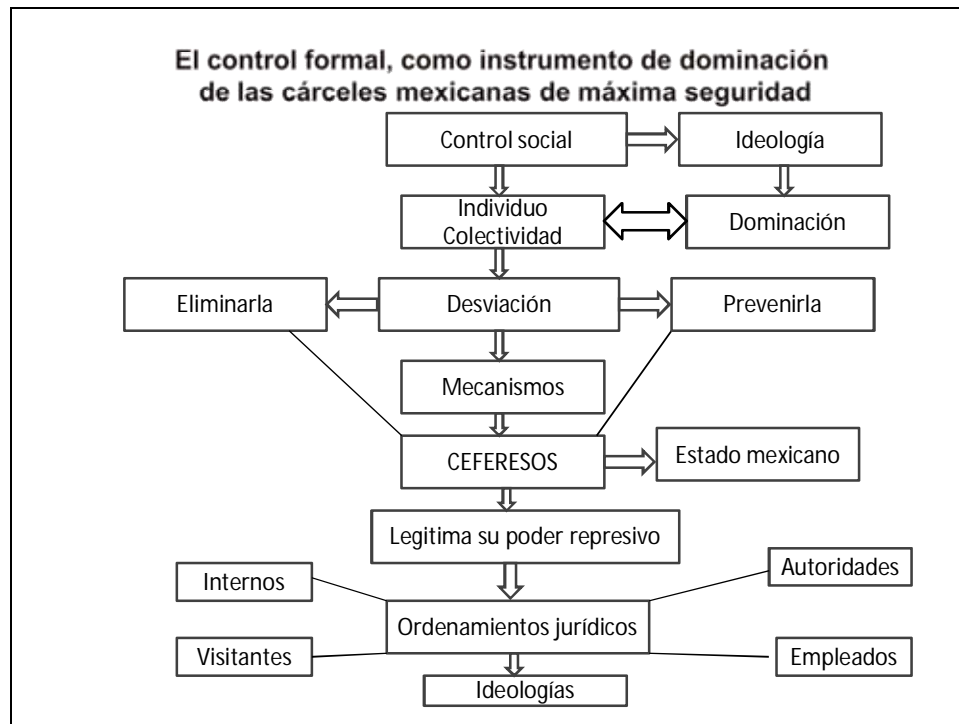 El control formal, como instrumento de dominación
de las cárceles mexicanas de máxima seguridad
Control social
Ideología
Individuo
Colectividad
Dominación
Eliminarla
Desviación
Prevenirla
Mecanismos
CEFERESOS
Estado mexicano
Legitima su poder represivo
Internos
Autoridades
Ordenamientos jurídicos
Visitantes
Empleados
Ideologías